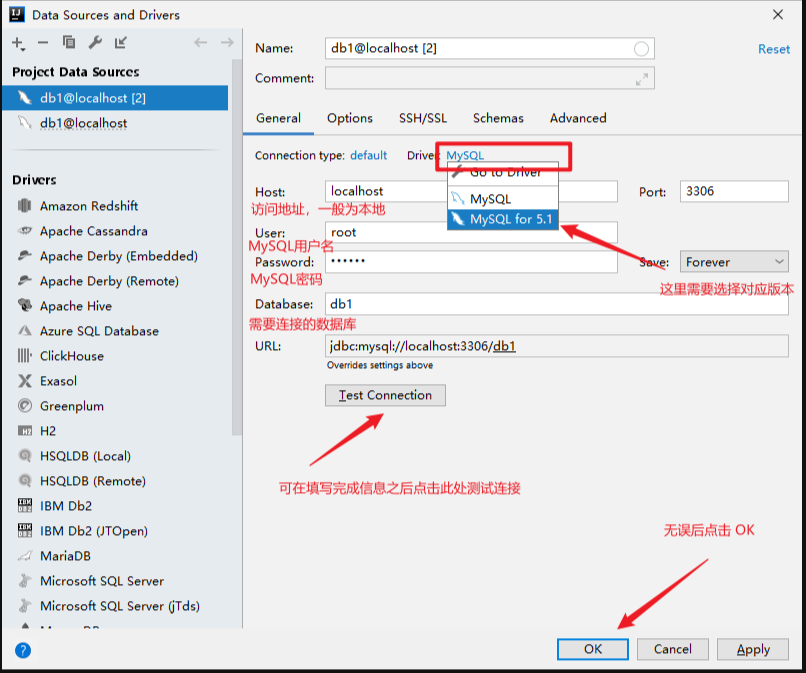 Data Sources and Drivers
Project Data Sources
db1@localhost [2]
db1@localhost
Drivers
Amazon Redshift
Apache Cassandra
Apache Derby (Embedded)
Apache Derby (Remote)
Apache Hive
Azure SQL Database
ClickHouse
Exasol
Greenplum
H2
HSQLDB (Local)
HSQLDB (Remote)
IBM Db2
IBM Db2 (JTOpen)
MariaDB
Microsoft SQL Server
Microsoft SQL Server (jTds)
Name: db1@localhost [2] Reset
Comment:
General Options SSH/SSL Schemas Advanced
Connection type: default Driver: MySQL
Go to Driver
MySQL
MySQL for 5.1
Host: localhost Port: 3306
访问地址，一般为本地
User: root
MySQL用户名
Password: •••••• Save: Forever
MySQL密码
这里需要选择对应版本
Database: db1
需要连接的数据库
URL: jdbc:mysql://localhost:3306/db1
Overrides settings above
Test Connection
可在填写完成信息之后点击此处测试连接
无误后点击 OK
? OK Cancel Apply